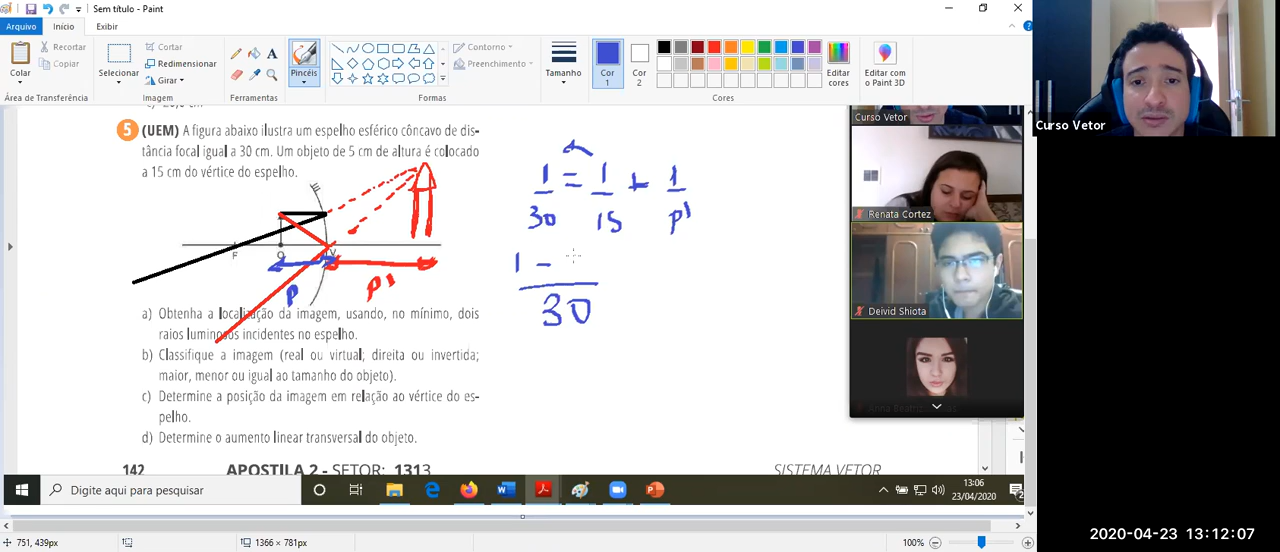 Sem título - Paint
Arquivo
Início
Exibir
Colar
Recortar
Copiar
Área de Transferência
Selecionar
Cortar
Redimensionar
Girar
Imagem
A
Ferramentas
Pincéis
Contorno
Preenchimento
Formas
Tamanho
Cor
1
Cor
2
Editar
cores
Editar com
o Paint 3D
Cores
5 (UEM) A figura abaixo ilustra um espelho esférico côncavo de dis-
tância focal igual a 30 cm. Um objeto de 5 cm de altura é colocado
a 15 cm do vértice do espelho.
E
F
O
V
P
P'
1/30 = 1/15 + 1/p'
1 -
30
a) Obtenha a localização da imagem, usando, no mínimo, dois
raios luminosos incidentes no espelho.
b) Classifique a imagem (real ou virtual; direita ou invertida;
maior, menor ou igual ao tamanho do objeto).
c) Determine a posição da imagem em relação ao vértice do es-
pelho.
d) Determine o aumento linear transversal do objeto.
142 APOSTILA 2 - SETOR: 1313
SISTEMA VETOR
Curso Vetor
Renata Cortez
Deivid Shiota
Curso Vetor
Digite aqui para pesquisar
13:06
23/04/2020
2
751, 439px
1366 × 781px
100%
2020-04-23 13:12:07